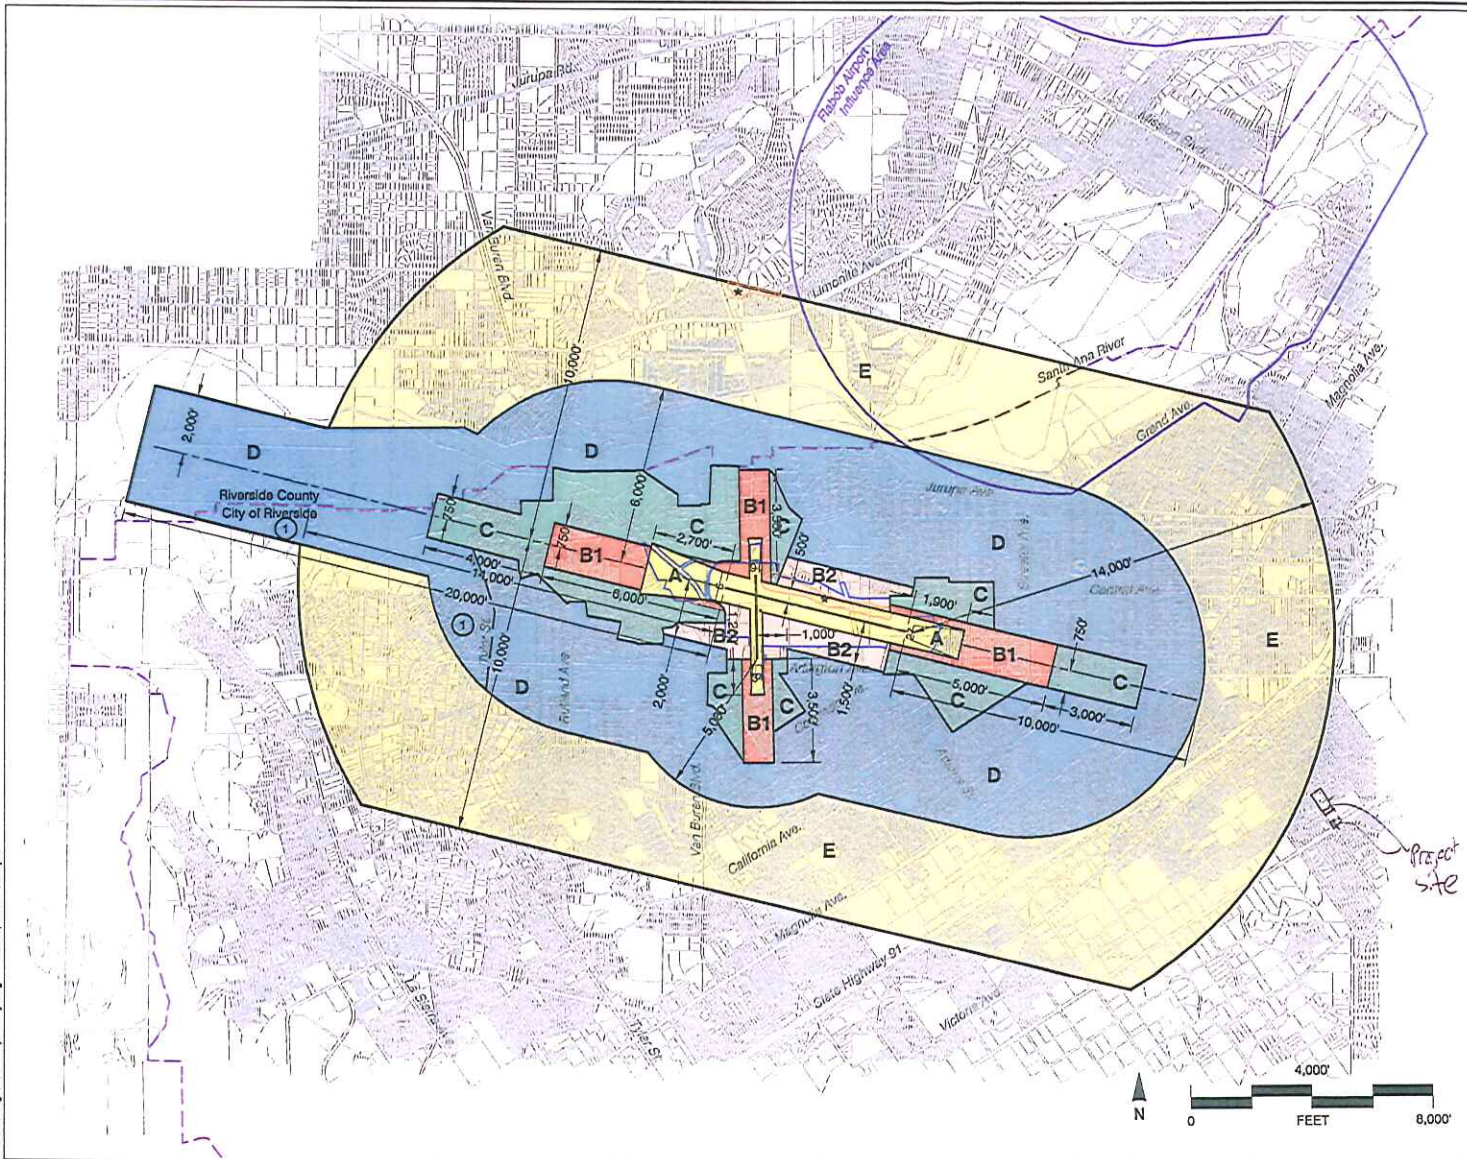 Jurupa Rd.
Flabob Airport
Influence Area
Mission Blvd.
Van Buren Blvd.
Limonite Ave.
*
10,000'
E
Santa Ana River
Magnolia Ave.
Grand Ave.
2,000'
D
D
Riverside County
City of Riverside
1
750'
C
6,000'
C
B1
3,500'
C
Jurupa Ave.
D
14,000'
Central Ave.
750'
B1
2,700'
500'
B2
A
1,900'
C
4,000'
14,000'
20,000'
6,000'
1
B2
1,000'
B2
A
B1
750'
E
10,000'
Rutland Ave.
D
2,000'
C
5,000'
B1
C
3,500'
1,500'
5,000'
C
3,000'
10,000'
C
D
Van Buren Blvd.
California Ave.
E
Project
site
Magnolia Ave.
State Highway 91
Victoria Ave.
Tyler St.
4,000'
N
0
FEET
8,000'